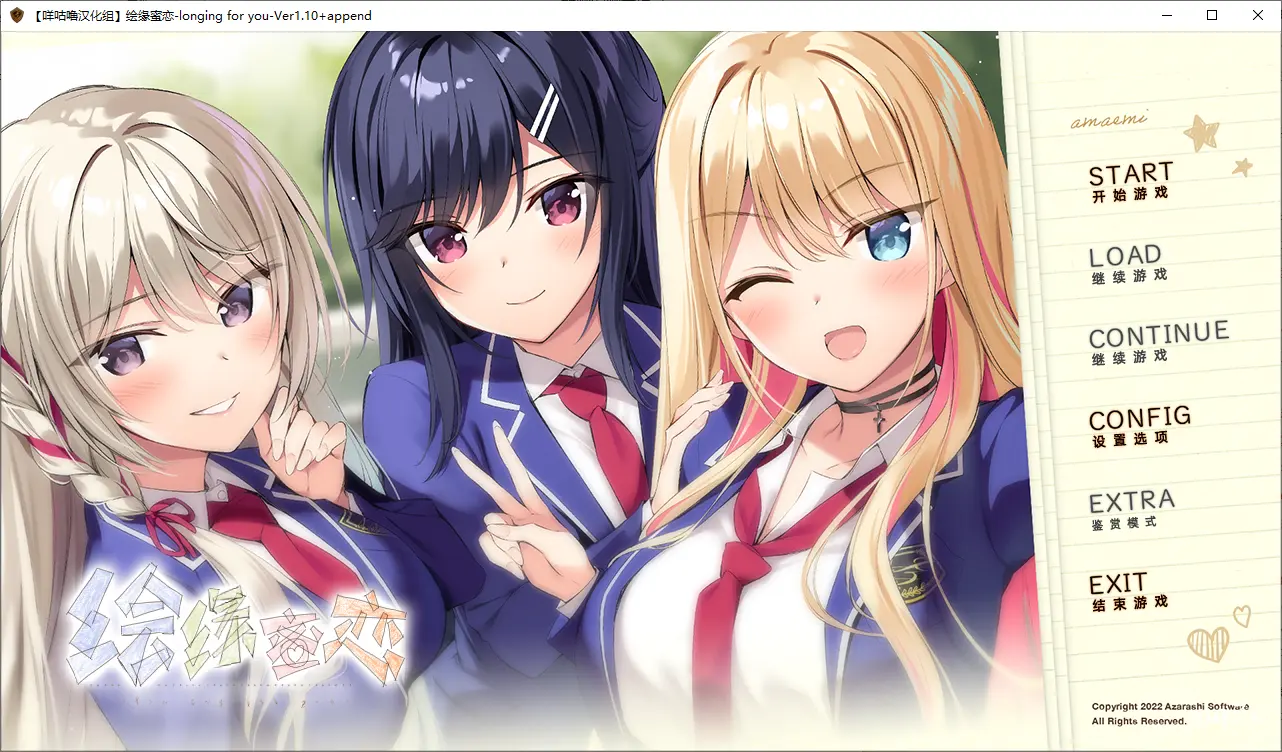 【咩咕噜汉化组】绘缘蜜恋-longing for you-Ver1.10+append
amaemi
START
开始游戏
LOAD
继续游戏
CONTINUE
继续游戏
CONFIG
设置选项
EXTRA
鉴赏模式
EXIT
结束游戏
绘缘蜜恋
Copyright 2022 Azarashi Software
All Rights Reserved.